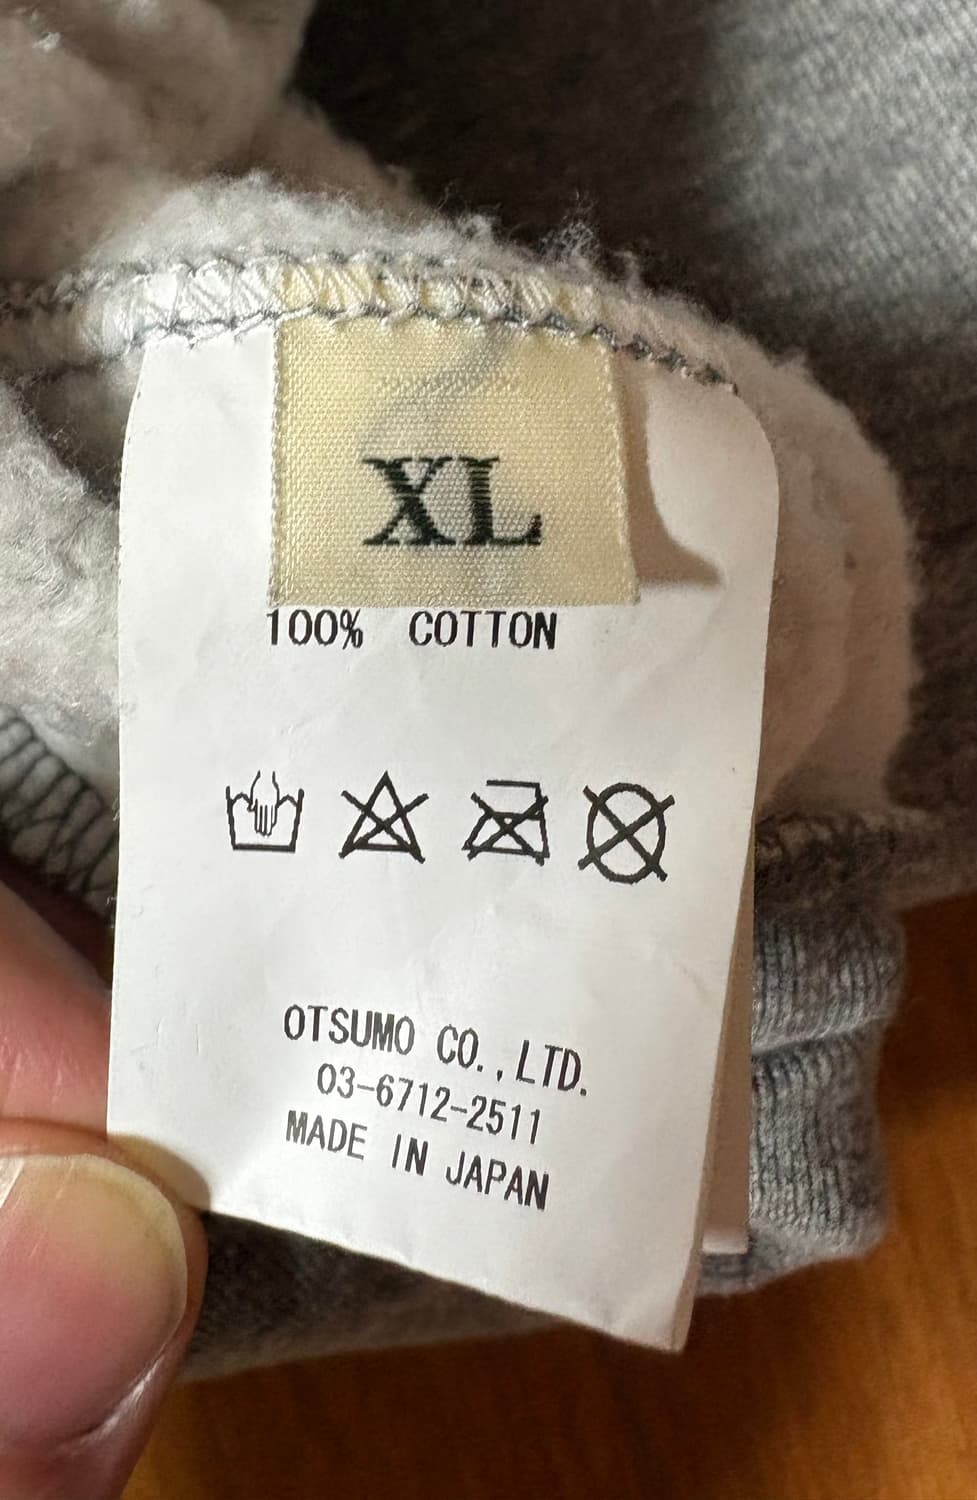 XL
100% COTTON
OTSUMO CO.,LTD.
03-6712-2511
MADE IN JAPAN